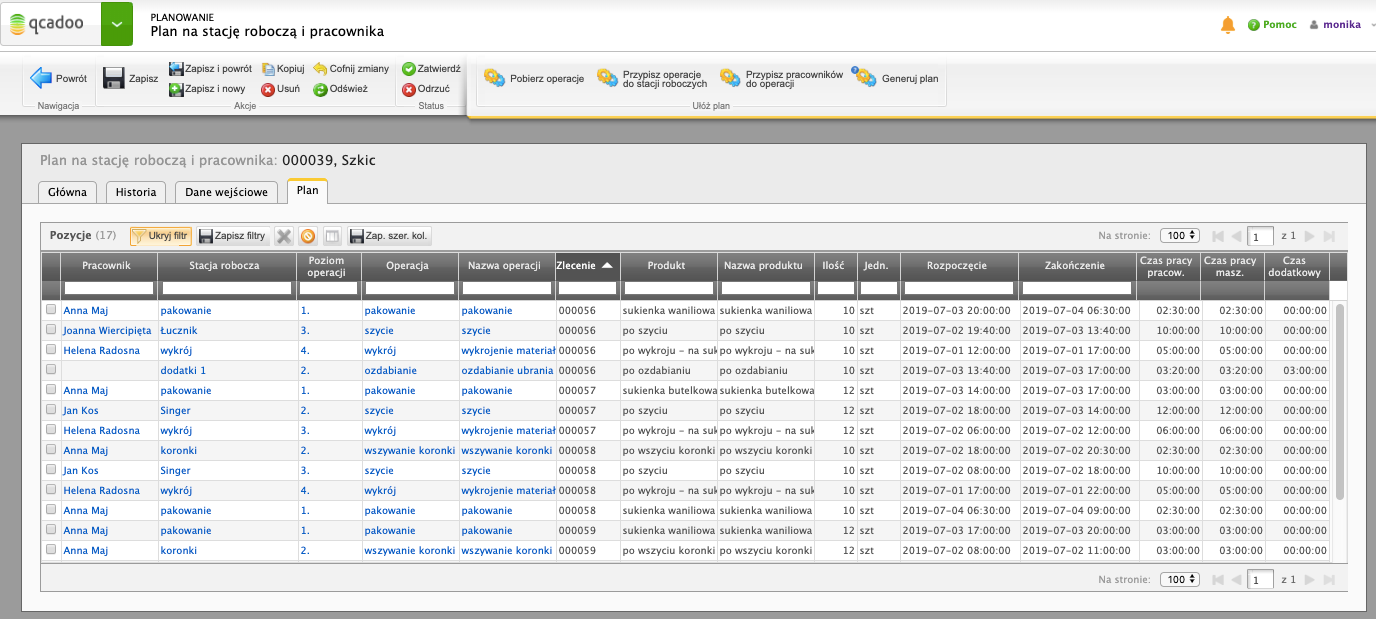 qcadoo
PLANOWANIE
Plan na stację roboczą i pracownika
Pomoc
monika
Powrót
Nawigacja
Zapisz
Zapisz i powrót
Kopiuj
Cofnij zmiany
Zapisz i nowy
Usuń
Odśwież
Akcje
Zatwierdź
Odrzuć
Status
Pobierz operacje
Przypisz operacje do stacji roboczych
Przypisz pracowników do operacji
Generuj plan
Ułóż plan
Plan na stację roboczą i pracownika: 000039, Szkic
Główna Historia Dane wejściowe Plan
Pozycje (17) Ukryj filtr Zapisz filtry Zap. szer. kol. Na stronie: 100 1 z 1
Pracownik Stacja robocza Poziom operacji Operacja Nazwa operacji Zlecenie Produkt Nazwa produktu Ilość Jedn. Rozpoczęcie Zakończenie Czas pracy pracow. Czas pracy masz. Czas dodatkowy
Anna Maj pakowanie 1. pakowanie pakowanie 000056 sukienka waniliowa sukienka waniliowa 10 szt 2019-07-03 20:00:00 2019-07-04 06:30:00 02:30:00 02:30:00 00:00:00
Joanna Wiercipięta Łucznik 3. szycie szycie 000056 po szyciu po szyciu 10 szt 2019-07-02 19:40:00 2019-07-03 13:40:00 10:00:00 10:00:00 00:00:00
Helena Radosna wykrój 4. wykrój wykrojenie materiał 000056 po wykroju - na suk po wykroju - na suk 10 szt 2019-07-01 12:00:00 2019-07-01 17:00:00 05:00:00 05:00:00 00:00:00
dodatki 1 2. ozdabianie ozdabianie ubrania 000056 po ozdabianiu po ozdabianiu 10 szt 2019-07-03 13:40:00 2019-07-03 17:00:00 03:20:00 03:20:00 03:00:00
Anna Maj pakowanie 1. pakowanie pakowanie 000057 sukienka butelkowa sukienka butelkowa 12 szt 2019-07-03 14:00:00 2019-07-03 17:00:00 03:00:00 03:00:00 00:00:00
Jan Kos Singer 2. szycie szycie 000057 po szyciu po szyciu 12 szt 2019-07-02 18:00:00 2019-07-03 14:00:00 12:00:00 12:00:00 00:00:00
Helena Radosna wykrój 3. wykrój wykrojenie materiał 000057 po wykroju - na suk po wykroju - na suk 12 szt 2019-07-02 06:00:00 2019-07-02 12:00:00 06:00:00 06:00:00 00:00:00
Anna Maj koronki 2. wszywanie koronki wszywanie koronki 000058 po wszyciu koronki po wszyciu koronki 10 szt 2019-07-02 18:00:00 2019-07-02 20:30:00 02:30:00 02:30:00 00:00:00
Jan Kos Singer 3. szycie szycie 000058 po szyciu po szyciu 10 szt 2019-07-02 08:00:00 2019-07-02 18:00:00 10:00:00 10:00:00 00:00:00
Helena Radosna wykrój 4. wykrój wykrojenie materiał 000058 po wykroju - na suk po wykroju - na suk 10 szt 2019-07-01 17:00:00 2019-07-01 22:00:00 05:00:00 05:00:00 00:00:00
Anna Maj pakowanie 1. pakowanie pakowanie 000058 sukienka waniliowa sukienka waniliowa 10 szt 2019-07-04 06:30:00 2019-07-04 09:00:00 02:30:00 02:30:00 00:00:00
Anna Maj pakowanie 1. pakowanie pakowanie 000059 sukienka waniliowa sukienka waniliowa 12 szt 2019-07-03 17:00:00 2019-07-03 20:00:00 03:00:00 03:00:00 00:00:00
Anna Maj koronki 2. wszywanie koronki wszywanie koronki 000059 po wszyciu koronki po wszyciu koronki 12 szt 2019-07-02 08:00:00 2019-07-02 11:00:00 03:00:00 03:00:00 00:00:00
Na stronie: 100 1 z 1